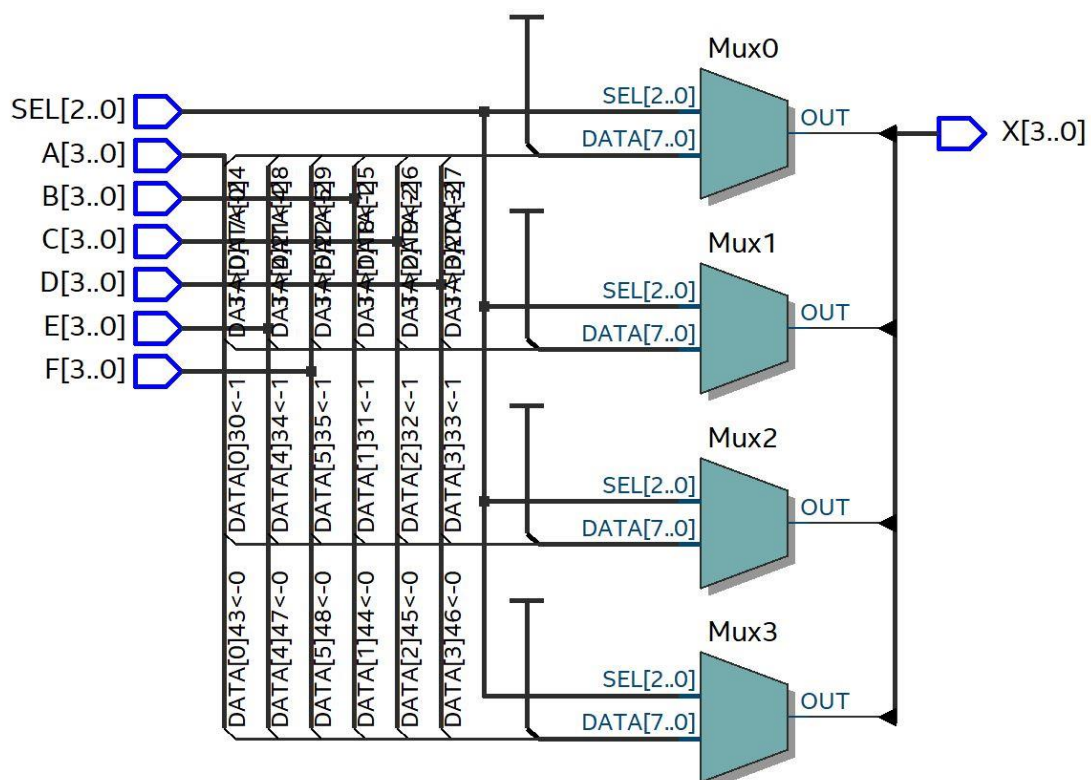 SEL[2..0]
A[3..0]
B[3..0]
C[3..0]
D[3..0]
E[3..0]
F[3..0]
DATA[0]30<-1
DATA[4]34<-1
DATA[5]35<-1
DATA[1]31<-1
DATA[2]32<-1
DATA[3]33<-1
DATA[0]43<-0
DATA[4]47<-0
DATA[5]48<-0
DATA[1]44<-0
DATA[2]45<-0
DATA[3]46<-0
Mux0
SEL[2..0]
DATA[7..0]
OUT
Mux1
SEL[2..0]
DATA[7..0]
OUT
Mux2
SEL[2..0]
DATA[7..0]
OUT
Mux3
SEL[2..0]
DATA[7..0]
OUT
X[3..0]